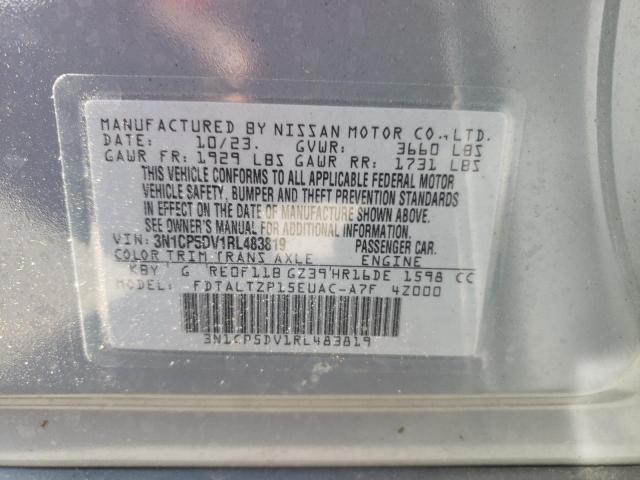 MANUFACTURED BY NISSAN MOTOR CO., LTD.
DATE: 10/23. GVWR: 3660 LBS
GAWR FR: 1929 LBS GAWR RR: 1731 LBS
THIS VEHICLE CONFORMS TO ALL APPLICABLE FEDERAL MOTOR
VEHICLE SAFETY, BUMPER AND THEFT PREVENTION STANDARDS
IN EFFECT ON THE DATE OF MANUFACTURE SHOWN ABOVE.
SEE OWNER'S MANUAL FOR ADDITIONAL INFORMATION.
VIN: 3N1CP5DV1RL483819 PASSENGER CAR.
COLOR TRIM TRANS AXLE ENGINE
KBY G RE0F11B GZ39 HR16DE 1598 CC
MODEL: FDTALTZP15EUAC-A7F 4Z000
3N1CP5DV1RL483819